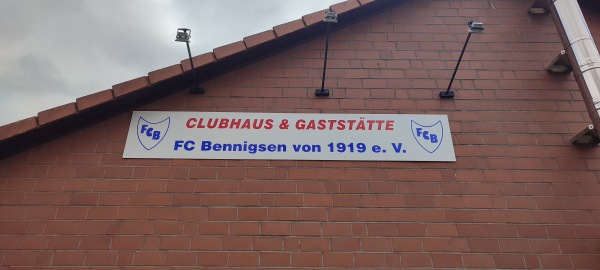 FCB CLUBHAUS & GASTSTÄTTE FCB
FC Bennigsen von 1919 e. V.